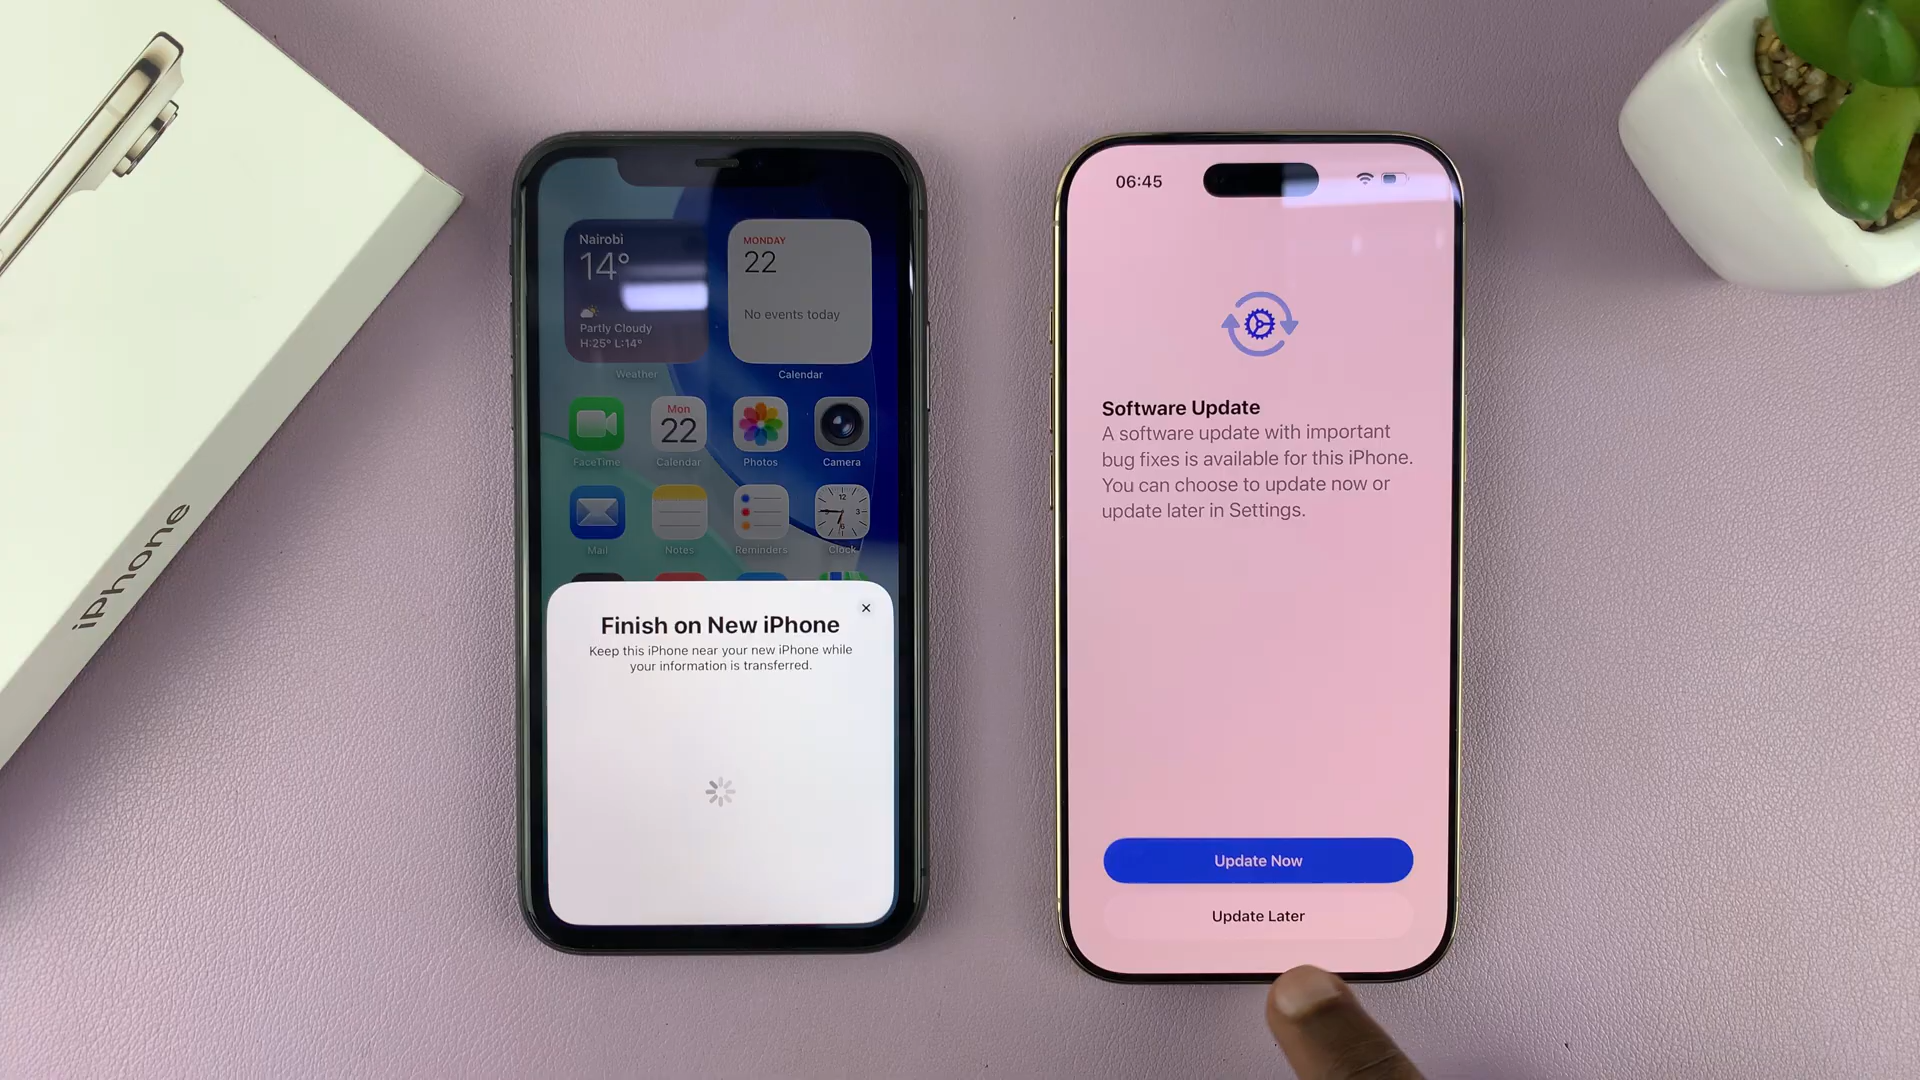 iPhone
Nairobi
14°
Partly Cloudy
H:25° L:14°
Weather
MONDAY
22
No events today
Calendar
Mon
22
FaceTime
Calendar
Photos
Camera
12
3
6
Mail
Notes
Reminders
Clock
Finish on New iPhone
Keep this iPhone near your new iPhone while
your information is transferred.
06:45
Software Update
A software update with important
bug fixes is available for this iPhone.
You can choose to update now or
update later in Settings.
Update Now
Update Later